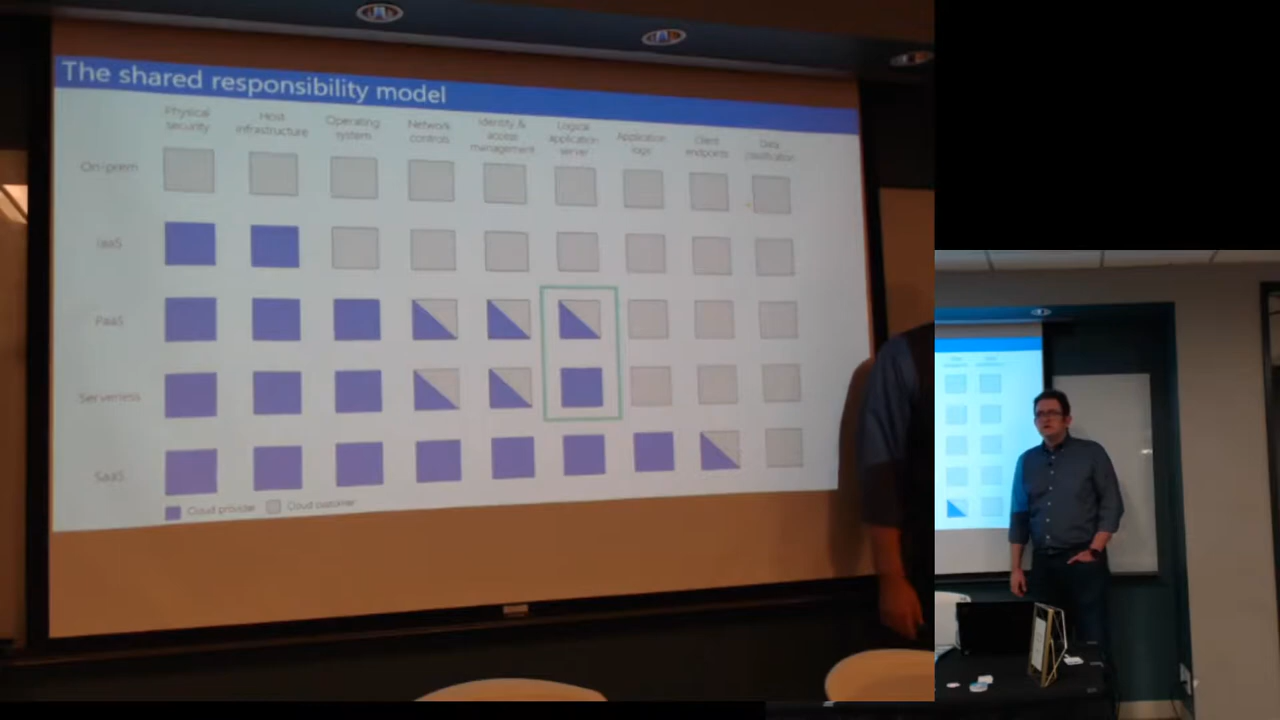 The shared responsibility model
Physical
security
Host
infrastructure
Operating
system
Network
controls
Identity &
access
management
Logical
application
server
Application
logs
Client
endpoints
Data
classification
On-prem
IaaS
PaaS
Serverless
SaaS
Cloud provider
Cloud customer